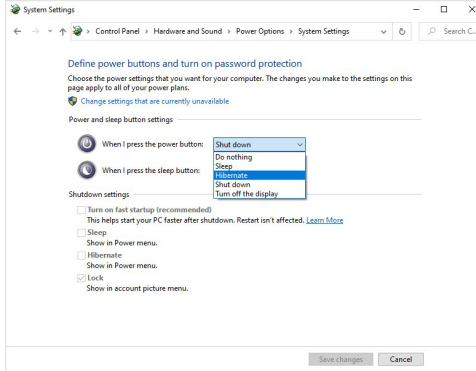 System Settings
Control Panel > Hardware and Sound > Power Options > System Settings
Search C...
Define power buttons and turn on password protection
Choose the power settings that you want for your computer. The changes you make to the settings on this
page apply to all of your power plans.
Change settings that are currently unavailable
Power and sleep button settings
When I press the power button: Shut down
Do nothing
Sleep
When I press the sleep button: Hibernate
Shut down
Turn off the display
Shutdown settings
Turn on fast startup (recommended)
This helps start your PC faster after shutdown. Restart isn't affected. Learn More
Sleep
Show in Power menu.
Hibernate
Show in Power menu.
Lock
Show in account picture menu.
Save changes Cancel